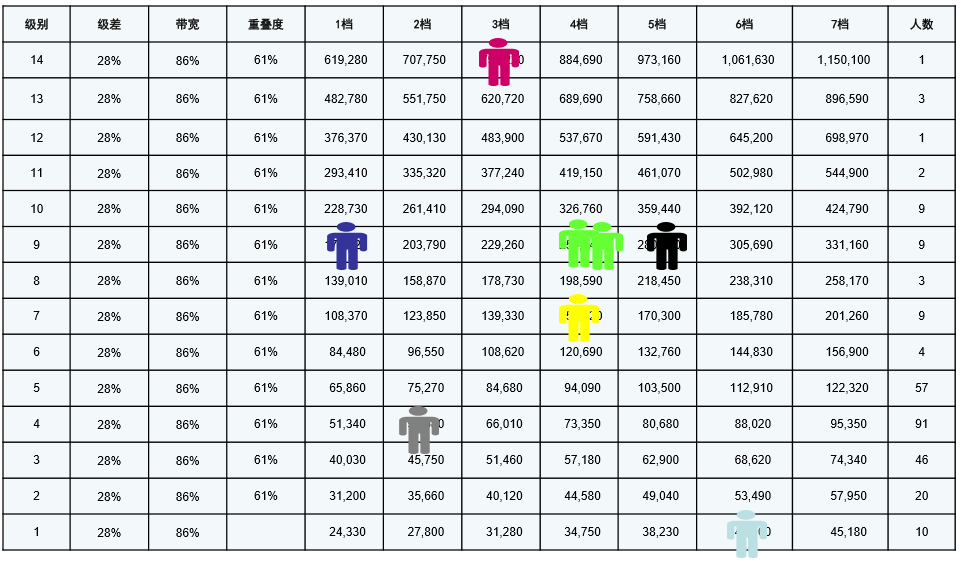 级别 级差 带宽 重叠度 1档 2档 3档 4档 5档 6档 7档 人数
14 28% 86% 61% 619,280 707,750 884,690 973,160 1,061,630 1,150,100 1
13 28% 86% 61% 482,780 551,750 620,720 689,690 758,660 827,620 896,590 3
12 28% 86% 61% 376,370 430,130 483,900 537,670 591,430 645,200 698,970 1
11 28% 86% 61% 293,410 335,320 377,240 419,150 461,070 502,980 544,900 2
10 28% 86% 61% 228,730 261,410 294,090 326,760 359,440 392,120 424,790 9
9 28% 86% 61% 203,790 229,260 305,690 331,160 9
8 28% 86% 61% 139,010 158,870 178,730 198,590 218,450 238,310 258,170 3
7 28% 86% 61% 108,370 123,850 139,330 170,300 185,780 201,260 9
6 28% 86% 61% 84,480 96,550 108,620 120,690 132,760 144,830 156,900 4
5 28% 86% 61% 65,860 75,270 84,680 94,090 103,500 112,910 122,320 57
4 28% 86% 61% 51,340 66,010 73,350 80,680 88,020 95,350 91
3 28% 86% 61% 40,030 45,750 51,460 57,180 62,900 68,620 74,340 46
2 28% 86% 61% 31,200 35,660 40,120 44,580 49,040 53,490 57,950 20
1 28% 86% 24,330 27,800 31,280 34,750 38,230 45,180 10